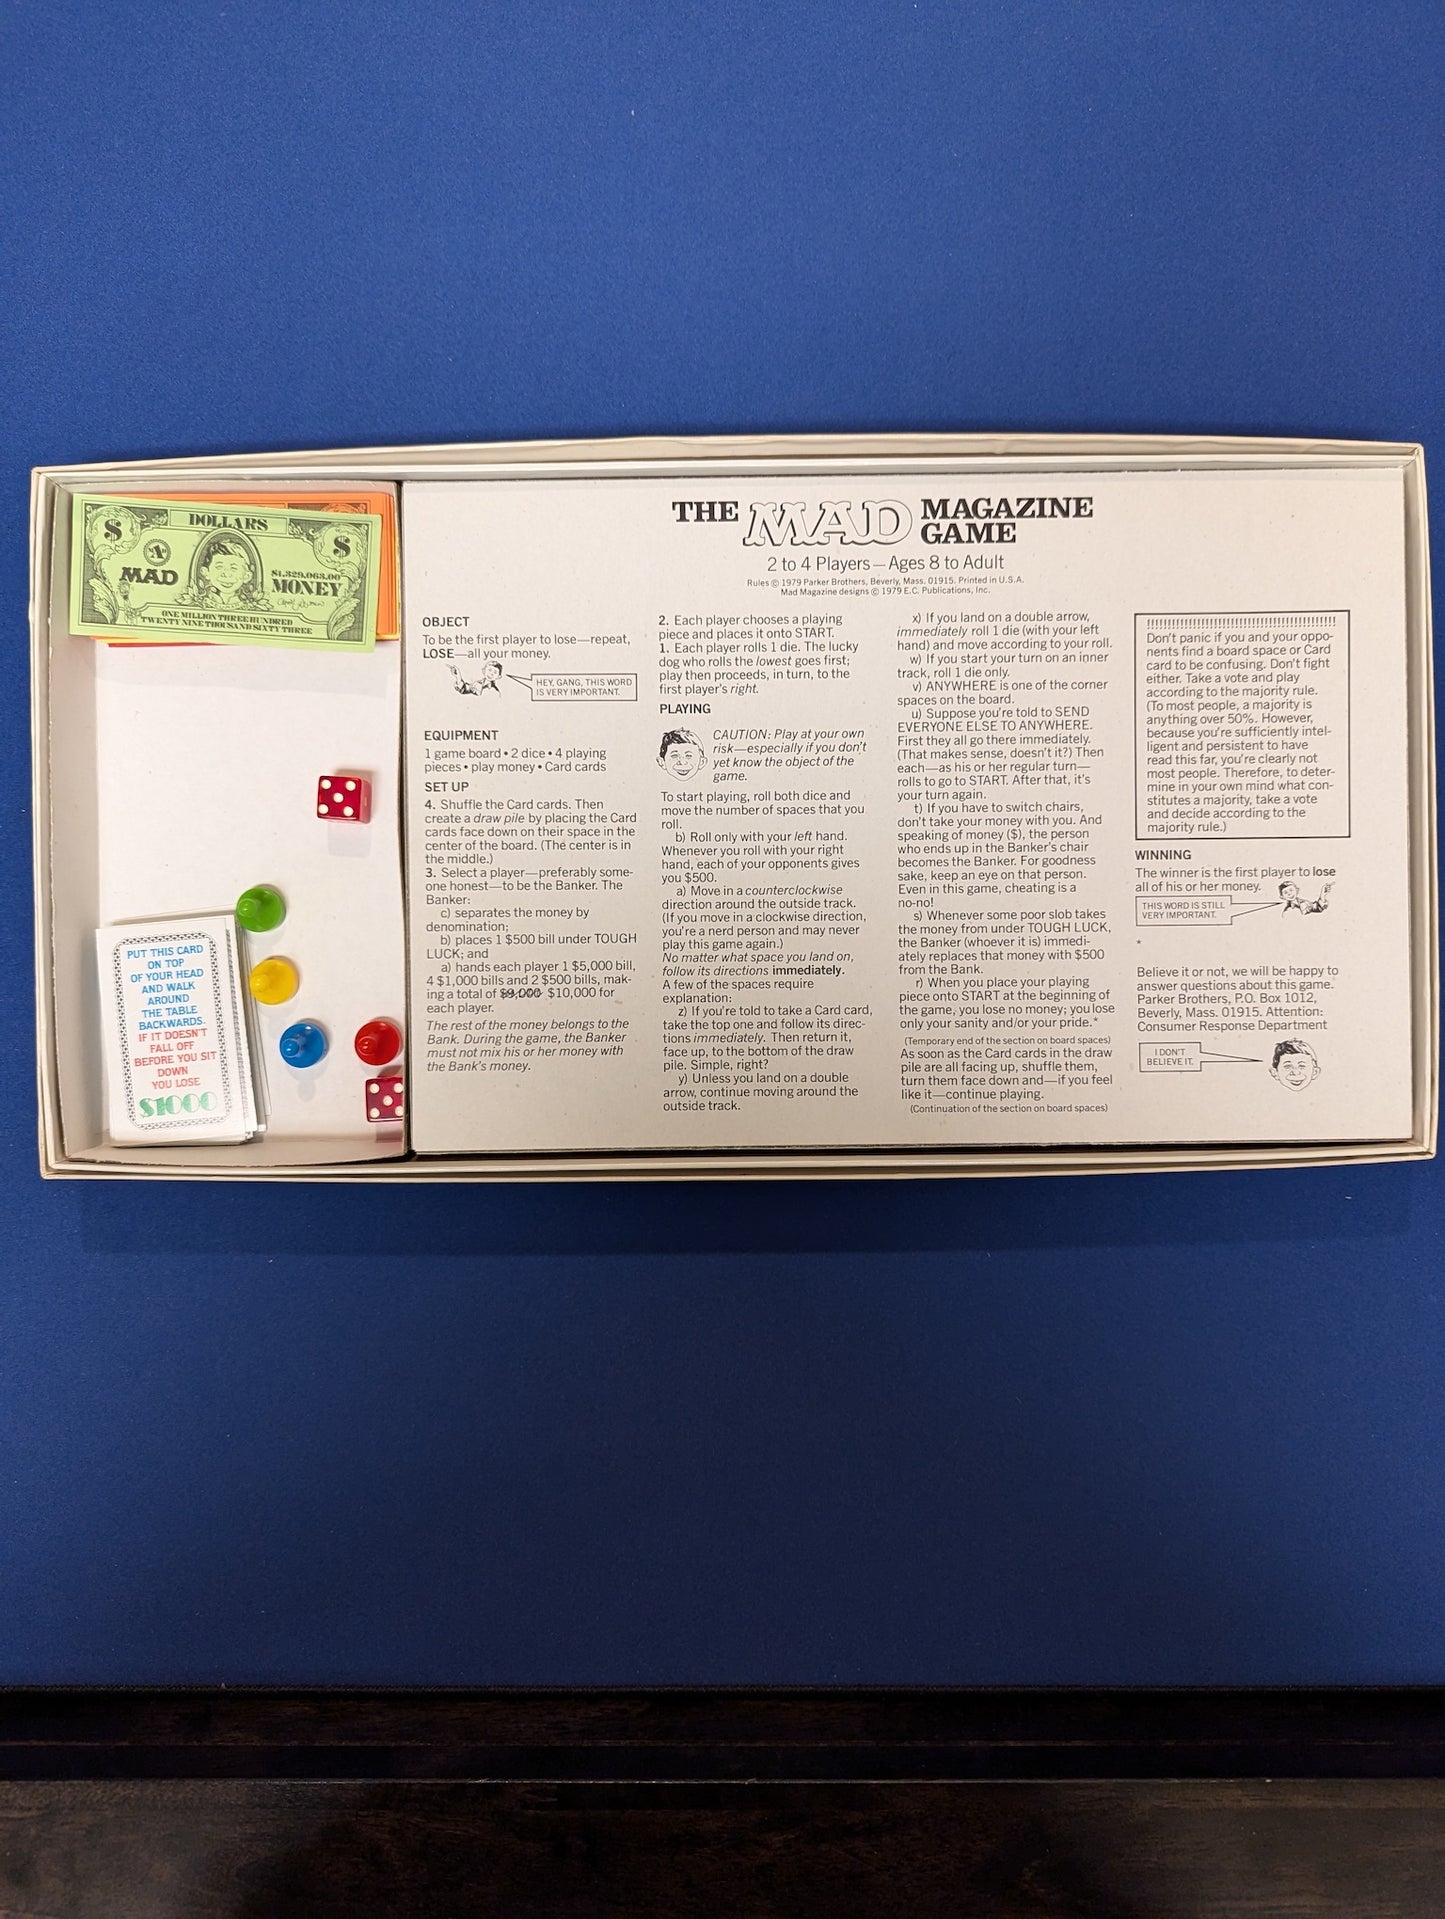 $ DOLLARS $
A
MAD
$1,329,063.00
MONEY
ONE MILLION THREE HUNDRED
TWENTY NINE THOUSAND SIXTY THREE
PUT THIS CARD
ON TOP
OF YOUR HEAD
AND WALK
AROUND
THE TABLE
BACKWARDS.
IF IT DOESN'T
FALL OFF
BEFORE YOU SIT
DOWN
YOU LOSE
$1000
THE MAD MAGAZINE
GAME
2 to 4 Players—Ages 8 to Adult
Rules © 1979 Parker Brothers, Beverly, Mass. 01915. Printed in U.S.A.
Mad Magazine designs © 1979 E.C. Publications, Inc.
OBJECT
To be the first player to lose—repeat,
LOSE—all your money.
HEY, GANG, THIS WORD
IS VERY IMPORTANT.
EQUIPMENT
1 game board • 2 dice • 4 playing
pieces • play money • Card cards
SET UP
4. Shuffle the Card cards. Then
create a draw pile by placing the Card
cards face down on their space in the
center of the board. (The center is in
the middle.)
3. Select a player—preferably some-
one honest—to be the Banker. The
Banker:
c) separates the money by
denomination;
b) places 1 $500 bill under TOUGH
LUCK; and
a) hands each player 1 $5,000 bill,
4 $1,000 bills and 2 $500 bills, mak-
ing a total of $9,000 $10,000 for
each player.
The rest of the money belongs to the
Bank. During the game, the Banker
must not mix his or her money with
the Bank's money.
2. Each player chooses a playing
piece and places it onto START.
1. Each player rolls 1 die. The lucky
dog who rolls the lowest goes first;
play then proceeds, in turn, to the
first player's right.
PLAYING
CAUTION: Play at your own
risk—especially if you don't
yet know the object of the
game.
To start playing, roll both dice and
move the number of spaces that you
roll.
b) Roll only with your left hand.
Whenever you roll with your right
hand, each of your opponents gives
you $500.
a) Move in a counterclockwise
direction around the outside track.
(If you move in a clockwise direction,
you're a nerd person and may never
play this game again.)
No matter what space you land on,
follow its directions immediately.
A few of the spaces require
explanation:
z) If you're told to take a Card card,
take the top one and follow its direc-
tions immediately. Then return it,
face up, to the bottom of the draw
pile. Simple, right?
y) Unless you land on a double
arrow, continue moving around the
outside track.
x) If you land on a double arrow,
immediately roll 1 die (with your left
hand) and move according to your roll.
w) If you start your turn on an inner
track, roll 1 die only.
v) ANYWHERE is one of the corner
spaces on the board.
u) Suppose you're told to SEND
EVERYONE ELSE TO ANYWHERE.
First they all go there immediately.
(That makes sense, doesn't it?) Then
each—as his or her regular turn—
rolls to go to START. After that, it's
your turn again.
t) If you have to switch chairs,
don't take your money with you. And
speaking of money ($), the person
who ends up in the Banker's chair
becomes the Banker. For goodness
sake, keep an eye on that person.
Even in this game, cheating is a
no-no!
s) Whenever some poor slob takes
the money from under TOUGH LUCK,
the Banker (whoever it is) immedi-
ately replaces that money with $500
from the Bank.
r) When you place your playing
piece onto START at the beginning of
the game, you lose no money; you lose
only your sanity and/or your pride.*
(Temporary end of the section on board spaces)
As soon as the Card cards in the draw
pile are all facing up, shuffle them,
turn them face down and—if you feel
like it—continue playing.
(Continuation of the section on board spaces)
!!!!!!!!!!!!!!!!!!!!!!!!!!!!!!!!!!!!!!!!!!!!!!!!
Don't panic if you and your oppo-
nents find a board space or Card
card to be confusing. Don't fight
either. Take a vote and play
according to the majority rule.
(To most people, a majority is
anything over 50%. However,
because you're sufficiently intel-
ligent and persistent to have
read this far, you're clearly not
most people. Therefore, to deter-
mine in your own mind what con-
stitutes a majority, take a vote
and decide according to the
majority rule.)
WINNING
The winner is the first player to lose
all of his or her money.
THIS WORD IS STILL
VERY IMPORTANT.
*
Believe it or not, we will be happy to
answer questions about this game.
Parker Brothers, P.O. Box 1012,
Beverly, Mass. 01915. Attention:
Consumer Response Department
I DON'T
BELIEVE IT.